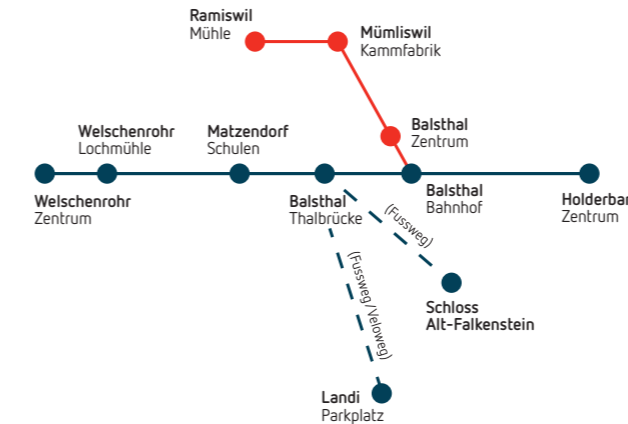 Ramiswil
Mühle
Mümliswil
Kammfabrik
Balsthal
Zentrum
Welschenrohr
Lochmühle
Matzendorf
Schulen
Welschenrohr
Zentrum
Balsthal
Thalbrücke
Balsthal
Bahnhof
Holderban
Zentrum
(Fussweg)
(Fussweg/Veloweg)
Schloss
Alt-Falkenstein
Landi
Parkplatz